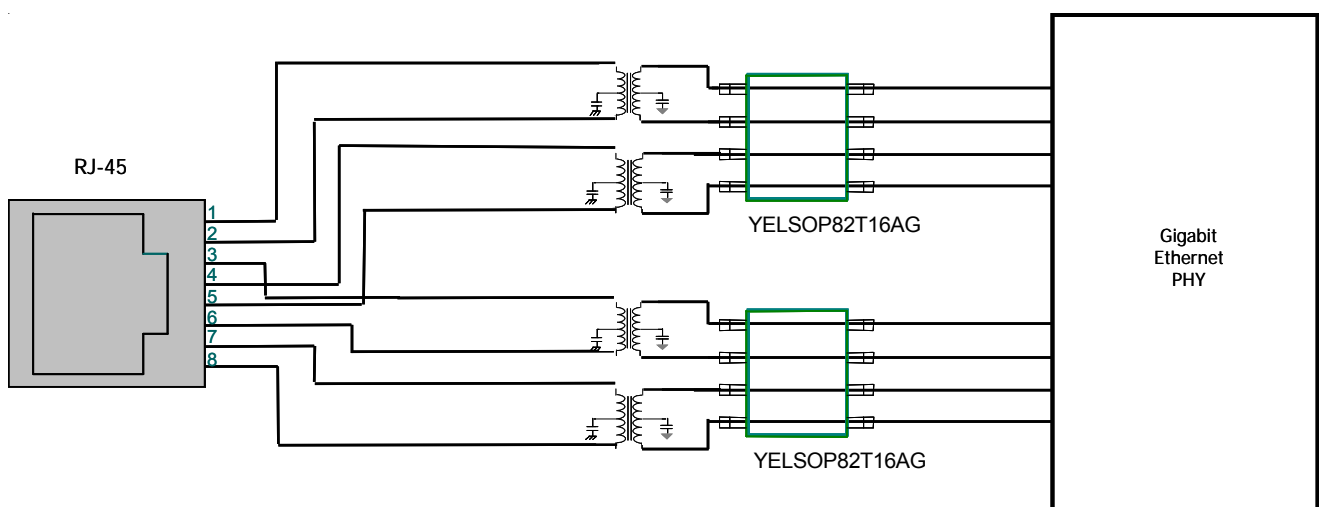 RJ-45
1
2
3
4
5
6
7
8
YELSOP82T16AG
YELSOP82T16AG
Gigabit
Ethernet
PHY